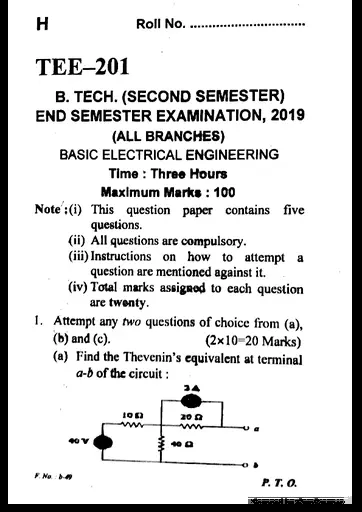 H
Roll No. ................................
TEE–201
B. TECH. (SECOND SEMESTER)
END SEMESTER EXAMINATION, 2019
(ALL BRANCHES)
BASIC ELECTRICAL ENGINEERING
Time : Three Hours
Maximum Marks : 100
Note :(i) This question paper contains five
questions.
(ii) All questions are compulsory.
(iii) Instructions on how to attempt a
question are mentioned against it.
(iv) Total marks assigned to each question
are twenty.
1. Attempt any two questions of choice from (a),
(b) and (c). (2×10=20 Marks)
(a) Find the Thevenin's equivalent at terminal
a-b of the circuit :
3 A
10 Ω 20 Ω
a
40 V 40 Ω
b
F. No. : b-49
P. T. O.